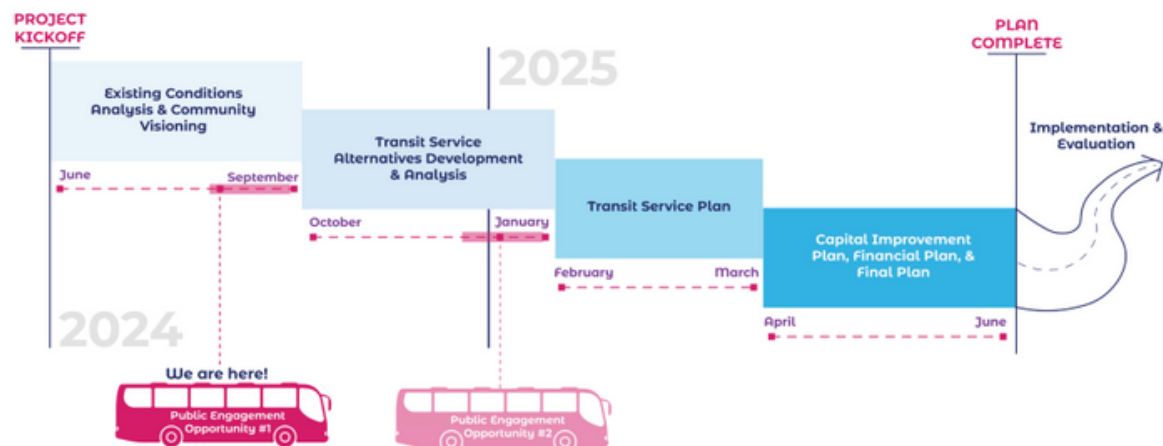 PROJECT
KICKOFF
2025
PLAN
COMPLETE
Existing Conditions
Analysis & Community
Visioning
June
September
Transit Service
Alternatives Development
& Analysis
October
January
Transit Service Plan
February
March
Capital Improvement
Plan, Financial Plan, &
Final Plan
April
June
Implementation &
Evaluation
2024
We are here!
Public Engagement
Opportunity #1
Public Engagement
Opportunity #2